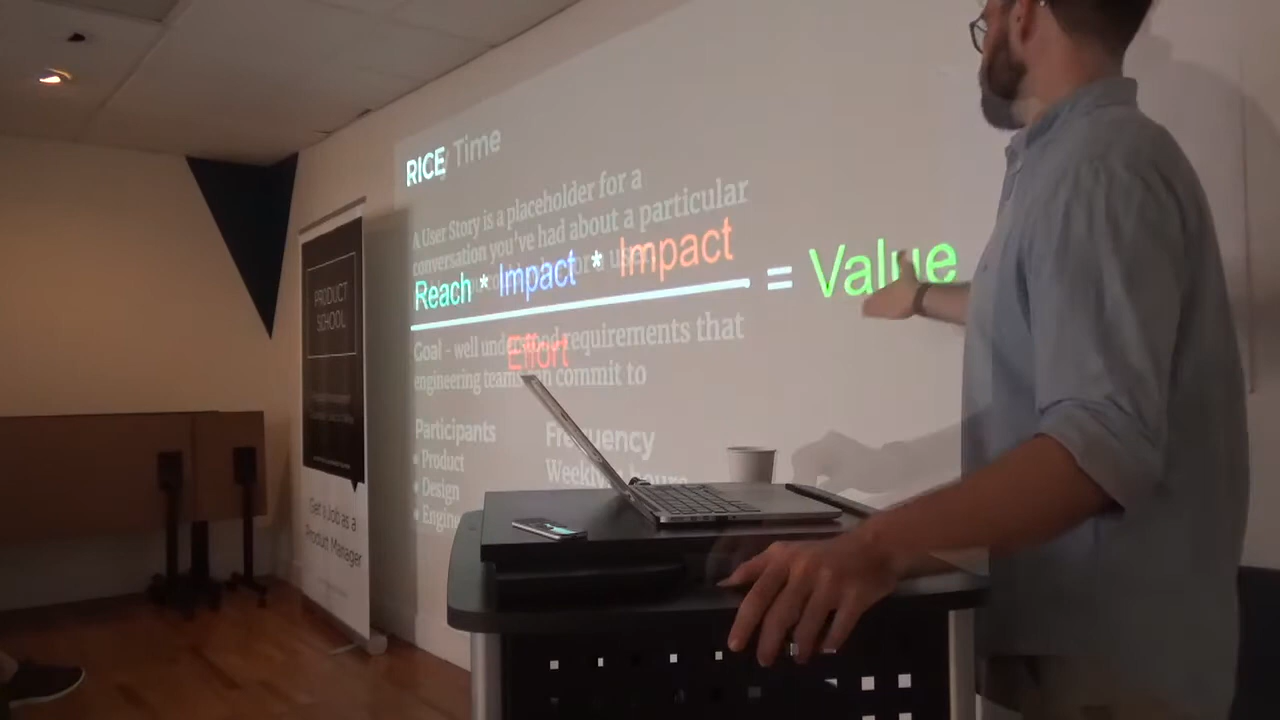 RICE
Time
A User Story is a placeholder for a
conversation you've had about a particular
Reach * Impact * Impact = Value
Effort
Goal - well understood requirements that
engineering teams can commit to
Participants
• Product
• Design
Frequency
Weekly
hours
PRODUCT
SCHOOL
Get a Job as a
Product Manager